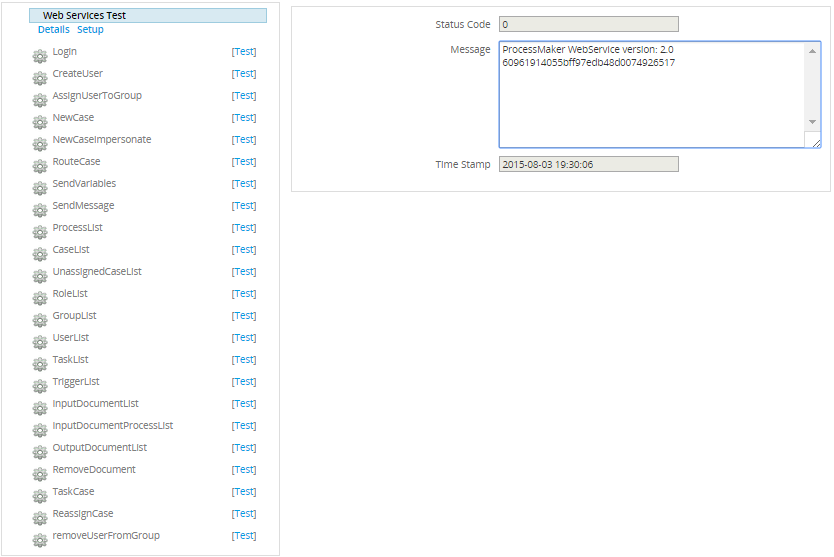 Web Services Test
Details Setup
Login [Test]
CreateUser [Test]
AssignUserToGroup [Test]
NewCase [Test]
NewCaseImpersonate [Test]
RouteCase [Test]
SendVariables [Test]
SendMessage [Test]
ProcessList [Test]
CaseList [Test]
UnassignedCaseList [Test]
RoleList [Test]
GroupList [Test]
UserList [Test]
TaskList [Test]
TriggerList [Test]
InputDocumentList [Test]
InputDocumentProcessList [Test]
OutputDocumentList [Test]
RemoveDocument [Test]
TaskCase [Test]
ReassignCase [Test]
removeUserFromGroup [Test]
Status Code 0
Message ProcessMaker WebService version: 2.0
60961914055bff97edb48d0074926517
Time Stamp 2015-08-03 19:30:06